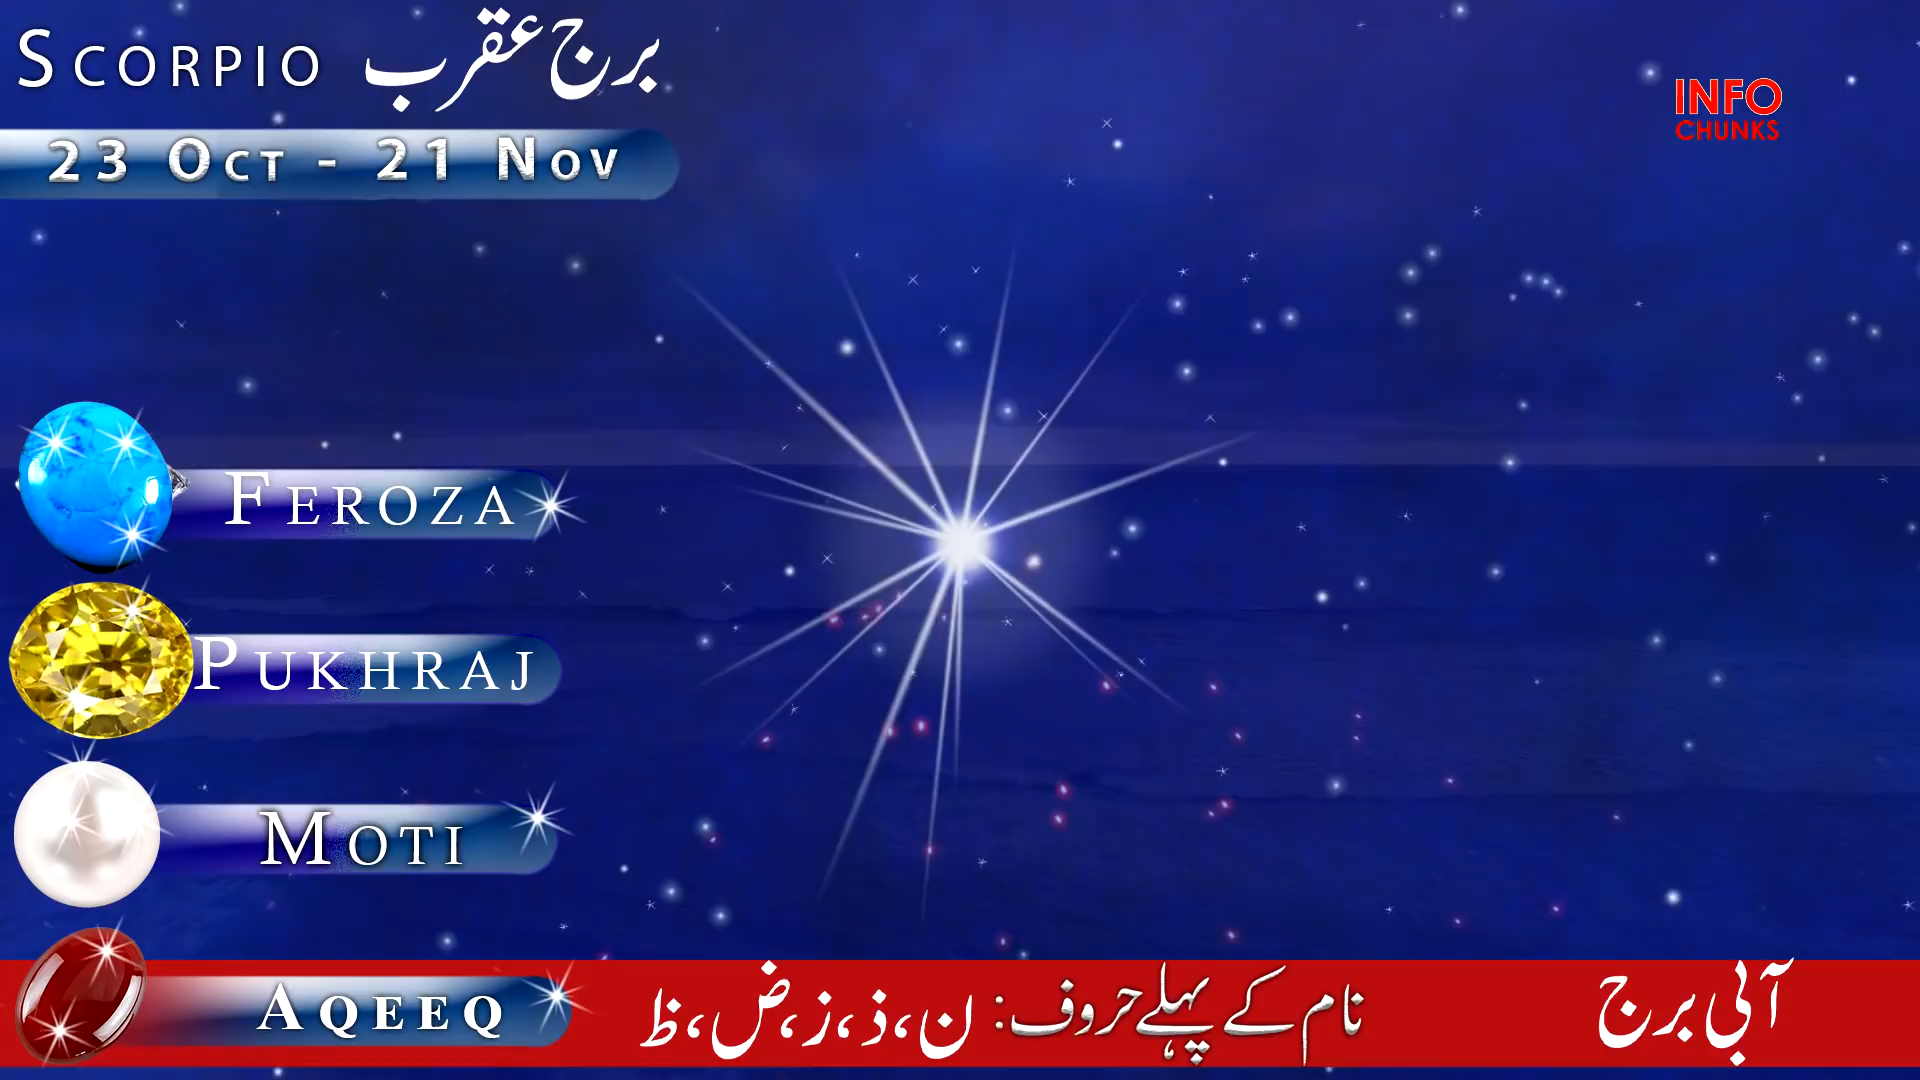 Scorpio برج عقرب
INFO
CHUNKS
23 Oct - 21 Nov
Feroza
Pukhraj
Moti
Aqeeq
نام کے پہلے حروف: ن، ذ، ز، ض، ظ
آبی برج